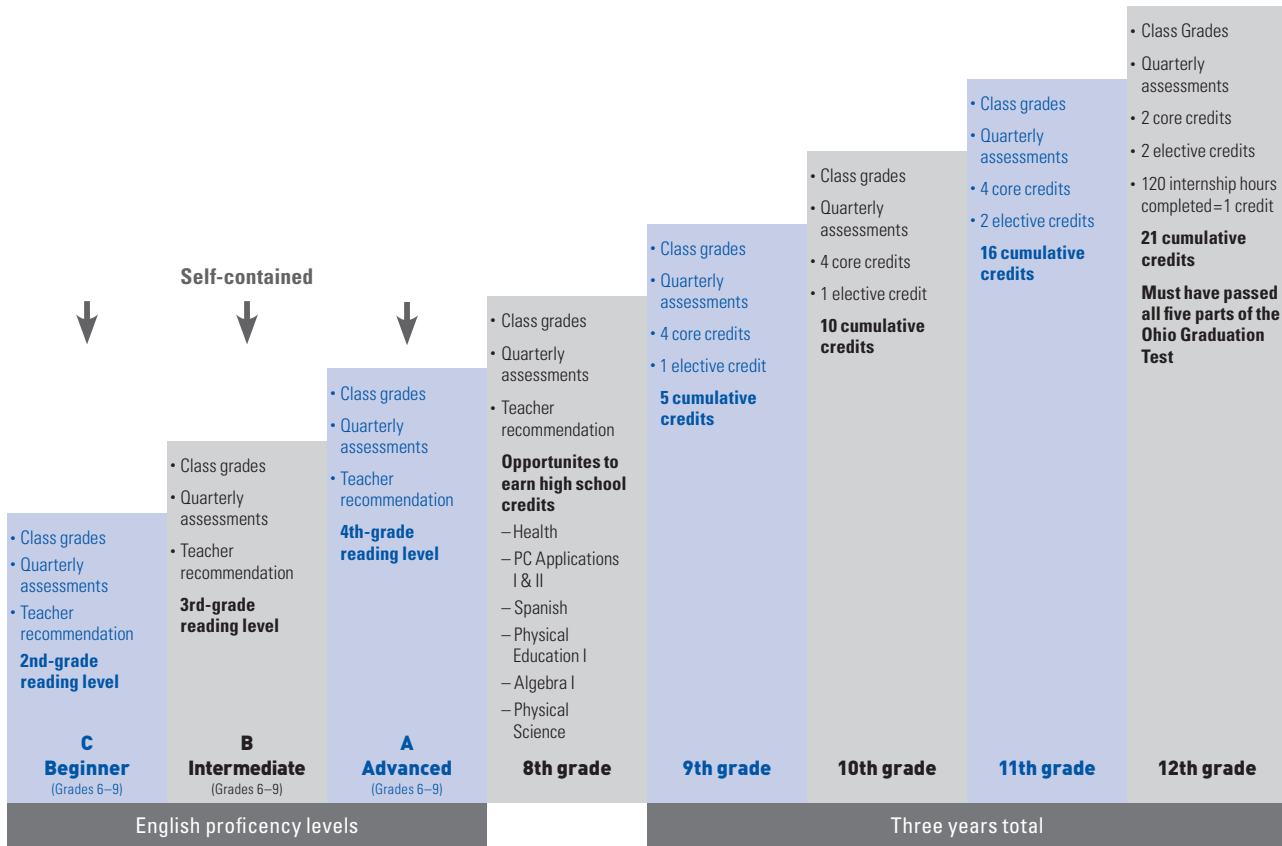 Self-contained
• Class grades
• Quarterly
assessments
• Teacher
recommendation
2nd-grade
reading level
C
Beginner
(Grades 6–9)
• Class grades
• Quarterly
assessments
• Teacher
recommendation
3rd-grade
reading level
B
Intermediate
(Grades 6–9)
• Class grades
• Quarterly
assessments
• Teacher
recommendation
4th-grade
reading level
A
Advanced
(Grades 6–9)
• Class grades
• Quarterly
assessments
• Teacher
recommendation
Opportunites to
earn high school
credits
– Health
– PC Applications
I & II
– Spanish
– Physical
Education I
– Algebra I
– Physical
Science
8th grade
• Class grades
• Quarterly
assessments
• 4 core credits
• 1 elective credit
5 cumulative
credits
9th grade
• Class grades
• Quarterly
assessments
• 4 core credits
• 1 elective credit
10 cumulative
credits
10th grade
• Class grades
• Quarterly
assessments
• 4 core credits
• 2 elective credits
16 cumulative
credits
11th grade
• Class Grades
• Quarterly
assessments
• 2 core credits
• 2 elective credits
• 120 internship hours
completed=1 credit
21 cumulative
credits
Must have passed
all five parts of the
Ohio Graduation
Test
12th grade
English proficency levels
Three years total